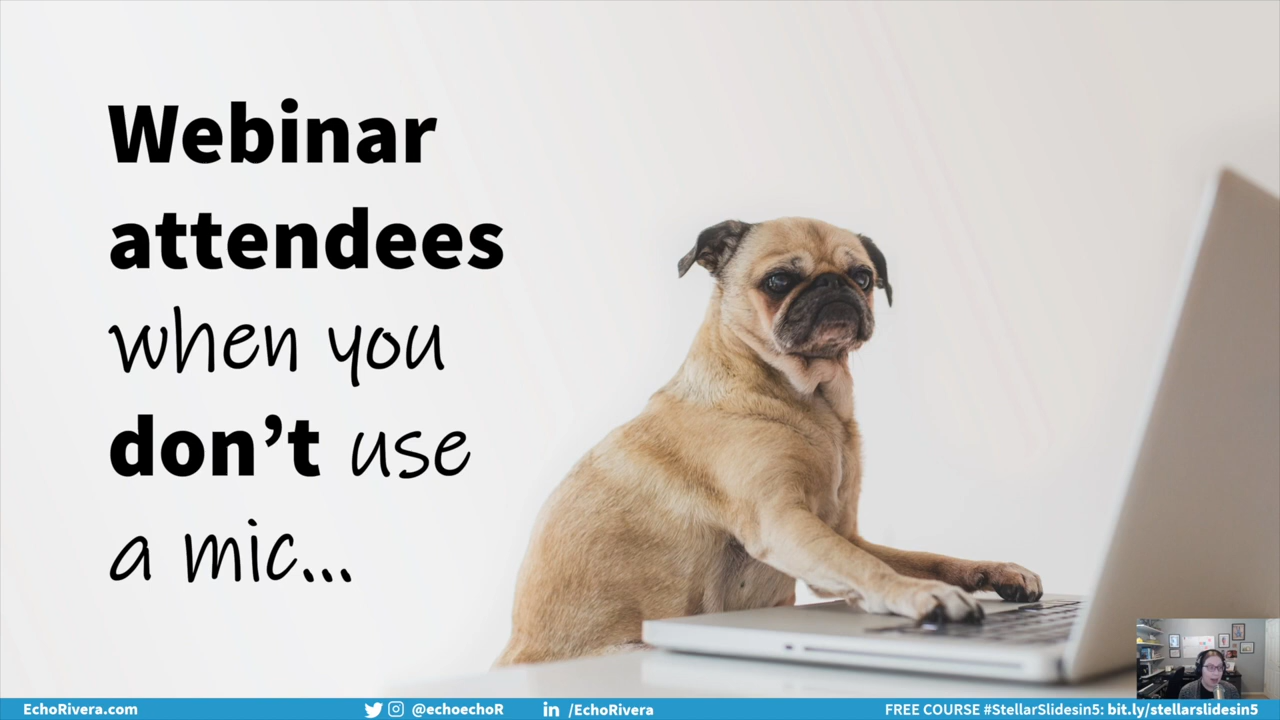 Webinar
attendees
when you
don’t use
a mic...
EchoRivera.com
@echoechoR
/EchoRivera
FREE COURSE #StellarSlidesin5: bit.ly/stellarslidesin5